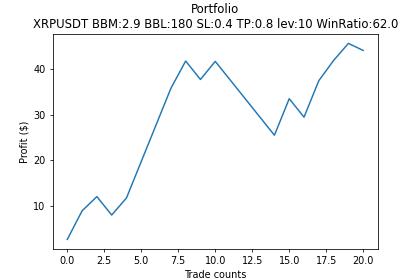 Portfolio
XRPUSDT BBM:2.9 BBL:180 SL:0.4 TP:0.8 lev:10 WinRatio:62.0
Profit ($)
40
30
20
10
0.0 2.5 5.0 7.5 10.0 12.5 15.0 17.5 20.0
Trade counts